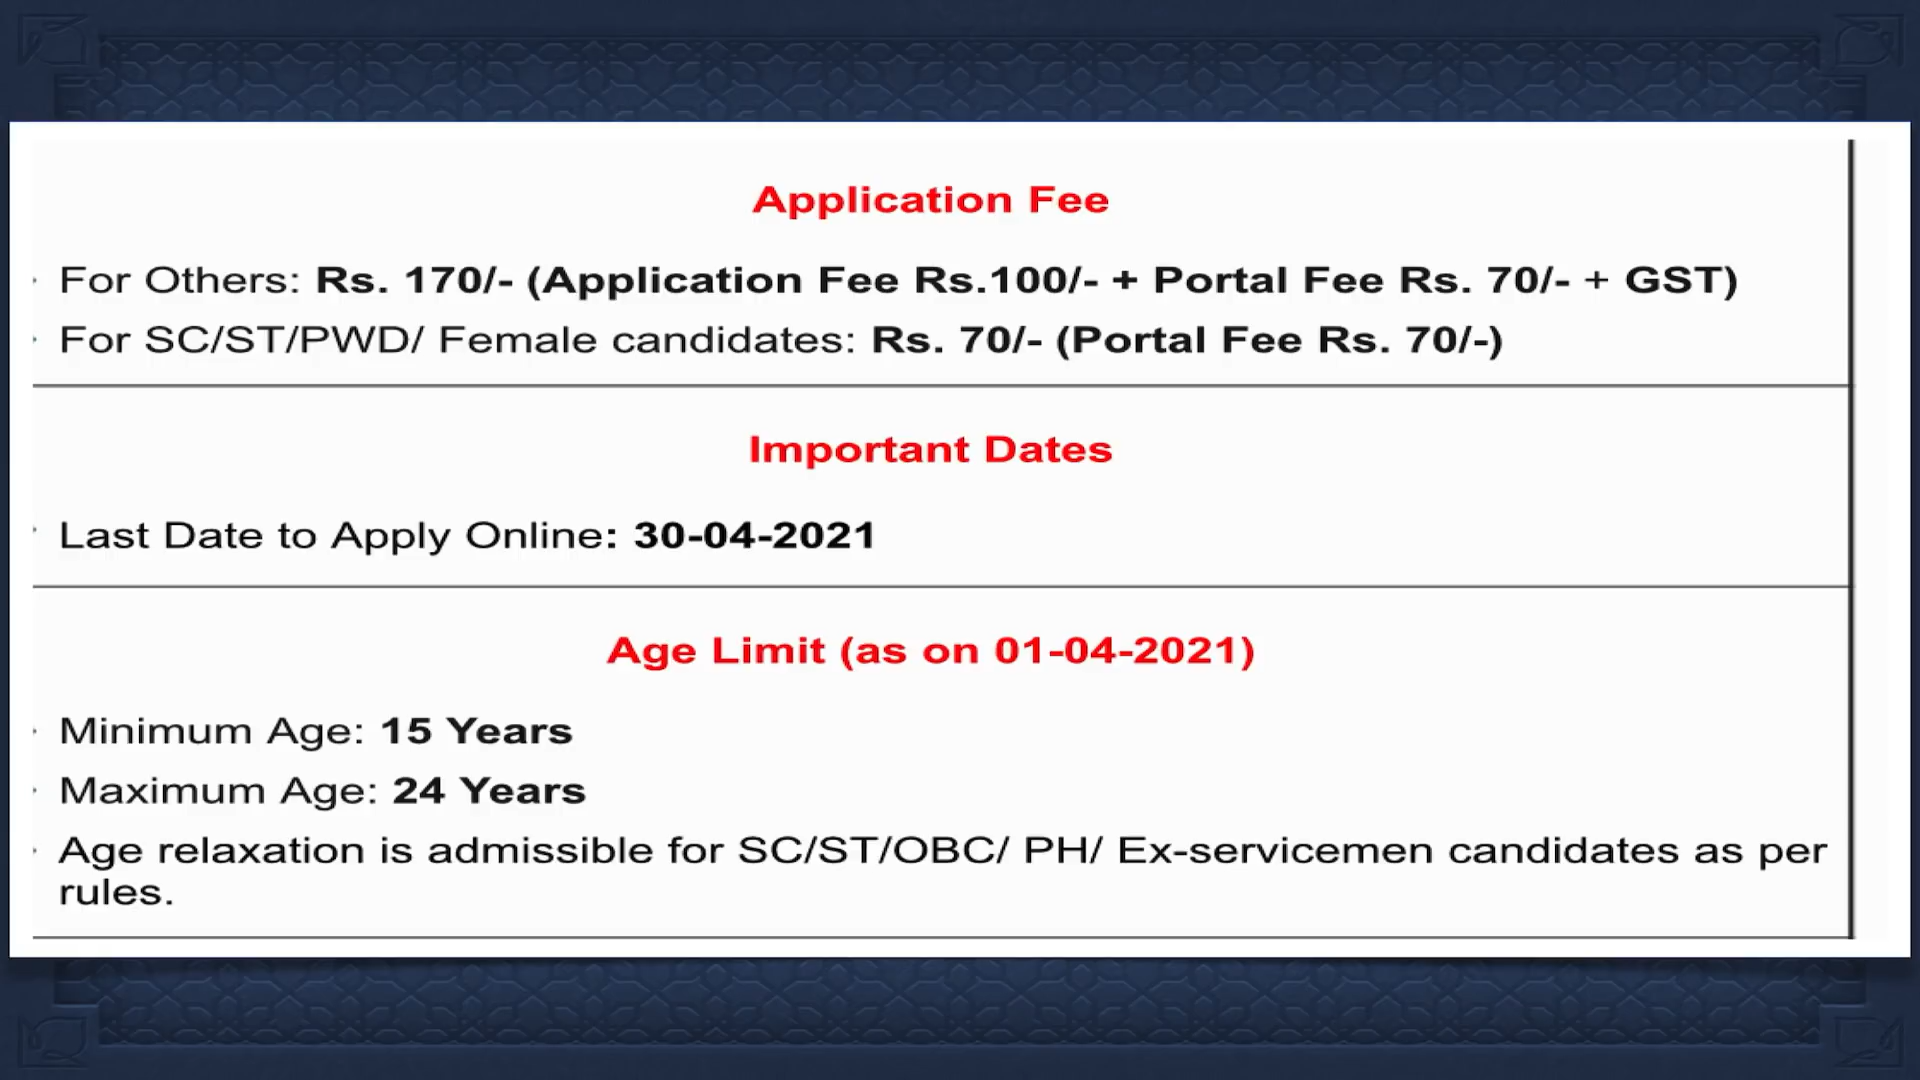 Application Fee
For Others: Rs. 170/- (Application Fee Rs.100/- + Portal Fee Rs. 70/- + GST)
For SC/ST/PWD/ Female candidates: Rs. 70/- (Portal Fee Rs. 70/-)
Important Dates
Last Date to Apply Online: 30-04-2021
Age Limit (as on 01-04-2021)
Minimum Age: 15 Years
Maximum Age: 24 Years
Age relaxation is admissible for SC/ST/OBC/ PH/ Ex-servicemen candidates as per
rules.